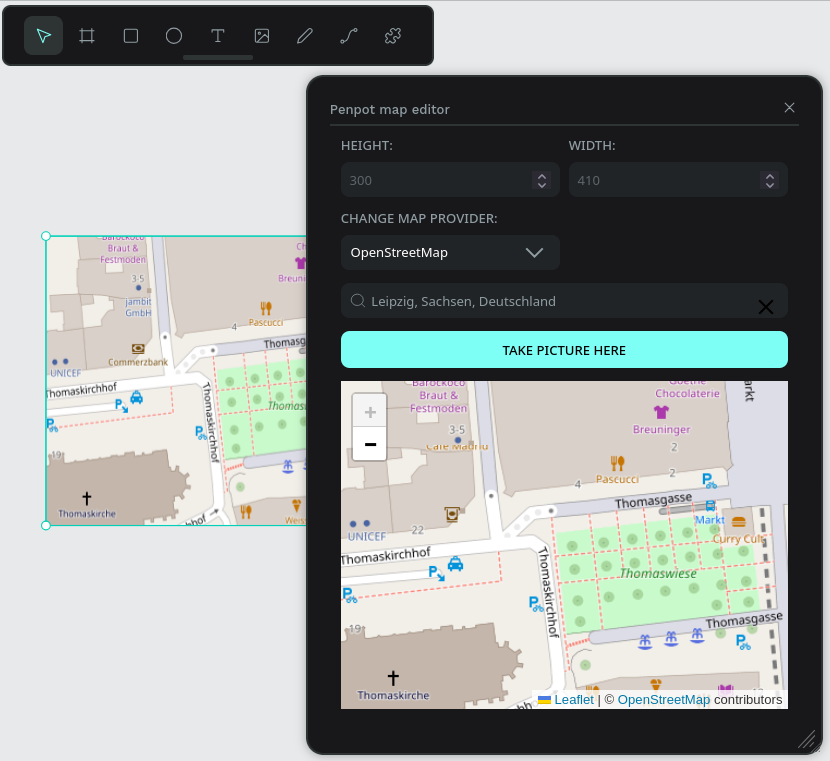 Penpot map editor
HEIGHT:
WIDTH:
300
410
CHANGE MAP PROVIDER:
OpenStreetMap
Leipzig, Sachsen, Deutschland
TAKE PICTURE HERE
Barockoco
Braut &
Festmoden
3-5
jambit
GmbH
Breuni
4
Pascucci
Commerzbank
UNICEF
Thomasg
Thomaskirchhof
Thomaskirchhof
Thomas
19
Thomaskirche
hof
Barockoco
Braut &
Festmoden
Goethe
Chocolaterie
arkt
+
−
3-5
Café Madrid
Breuninger
2
Pascucci
2
4
Thomasgasse
Markt
Curry Cult
22
UNICEF
Thomaskirchhof
Thomaskirchhof
Thomaswiese
Thomasgasse
19
Thomaskirche
Leaflet | © OpenStreetMap contributors